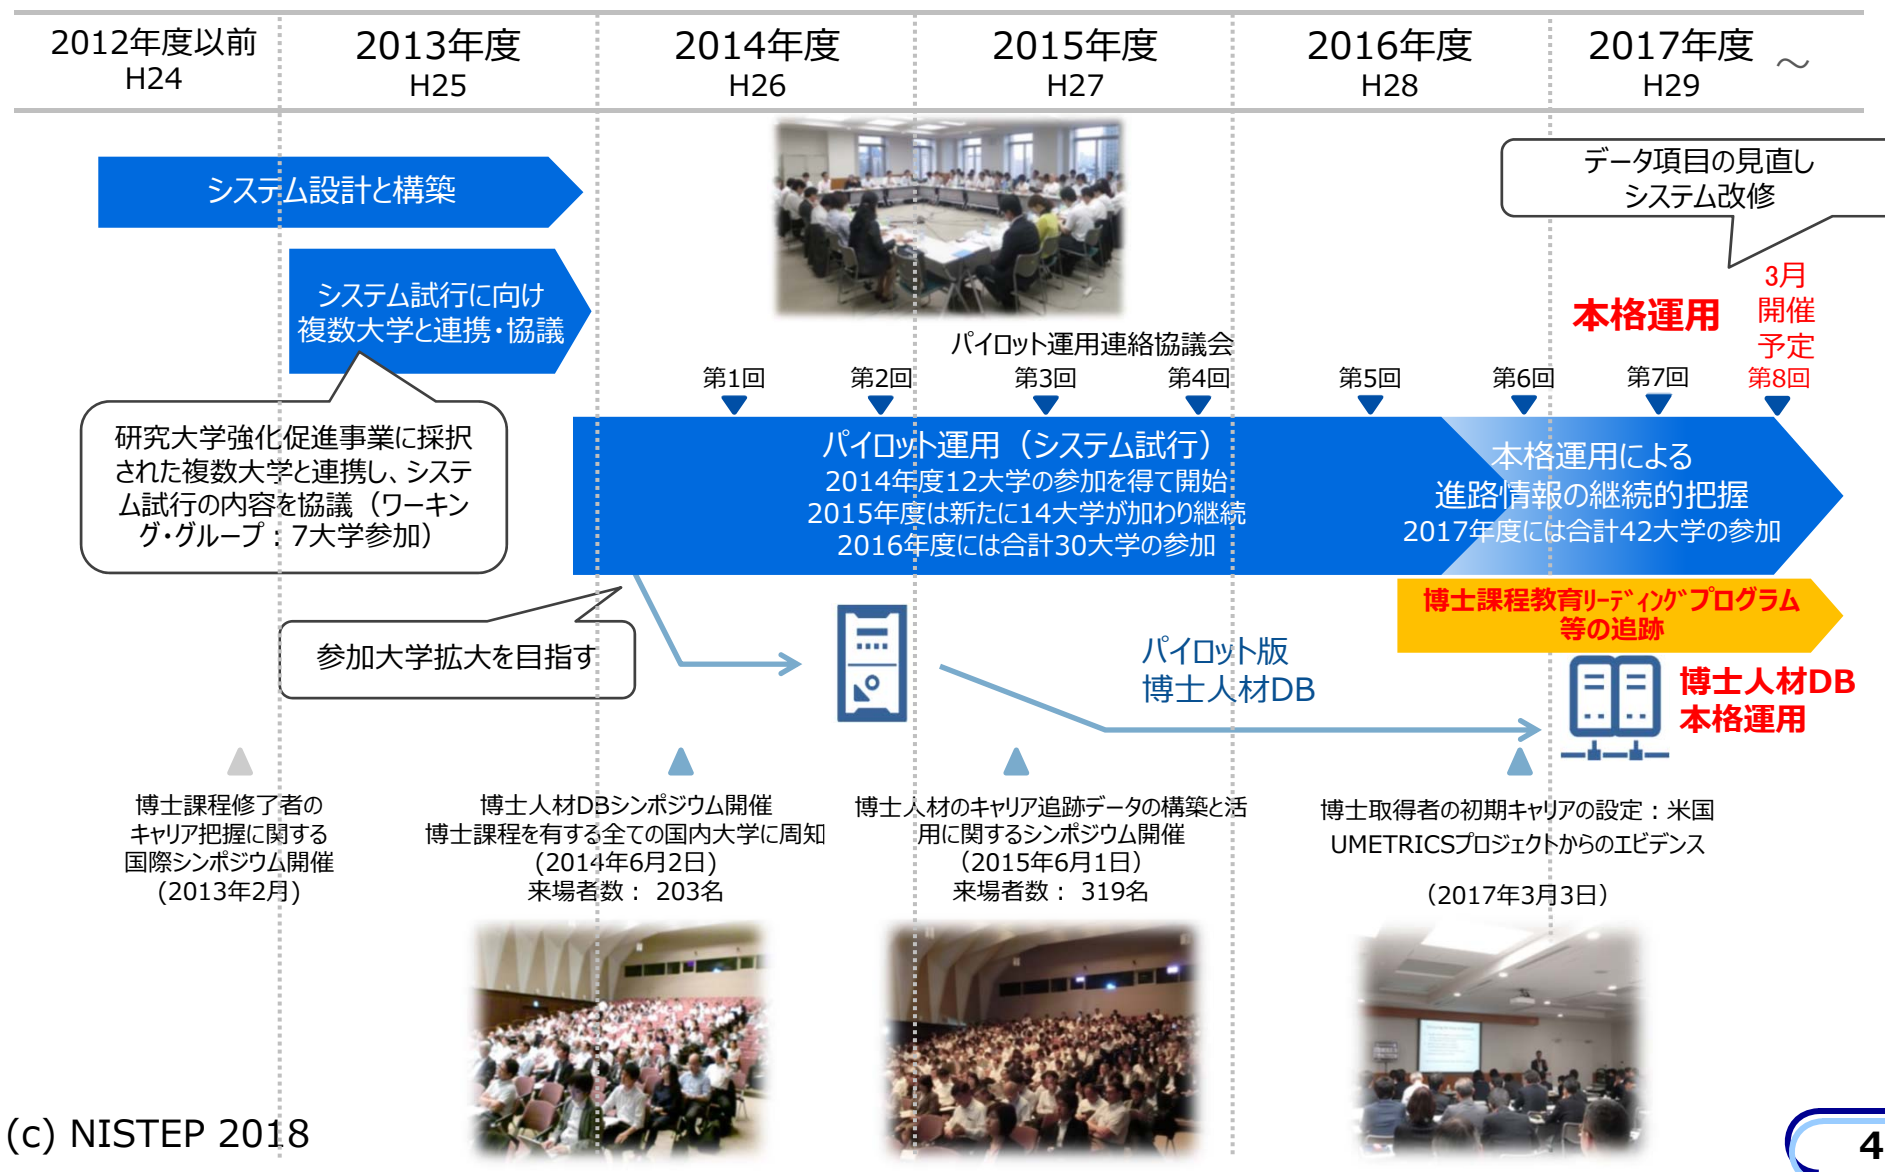 2012年度以前
H24
2013年度
H25
2014年度
H26
2015年度
H27
2016年度
H28
2017年度
H29
～
システム設計と構築
データ項目の見直し
システム改修
システム試行に向け
複数大学と連携・協議
本格運用
3月
開催
予定
パイロット運用連絡協議会
第1回
第2回
第3回
第4回
第5回
第6回
第7回
第8回
研究大学強化促進事業に採択
された複数大学と連携し、システ
ム試行の内容を協議（ワーキン
グ・グループ：7大学参加）
パイロット運用（システム試行）
2014年度12大学の参加を得て開始
2015年度は新たに14大学が加わり継続
2016年度には合計30大学の参加
本格運用による
進路情報の継続的把握
2017年度には合計42大学の参加
博士課程教育ﾘｰﾃﾞｨﾝｸﾞプログラム
等の追跡
参加大学拡大を目指す
パイロット版
博士人材DB
博士人材DB
本格運用
博士課程修了者の
キャリア把握に関する
国際シンポジウム開催
(2013年2月)
博士人材DBシンポジウム開催
博士課程を有する全ての国内大学に周知
(2014年6月2日)
来場者数： 203名
博士人材のキャリア追跡データの構築と活
用に関するシンポジウム開催
（2015年6月1日）
来場者数： 319名
博士取得者の初期キャリアの設定：米国
UMETRICSプロジェクトからのエビデンス
（2017年3月3日）
(c) NISTEP 2018
4